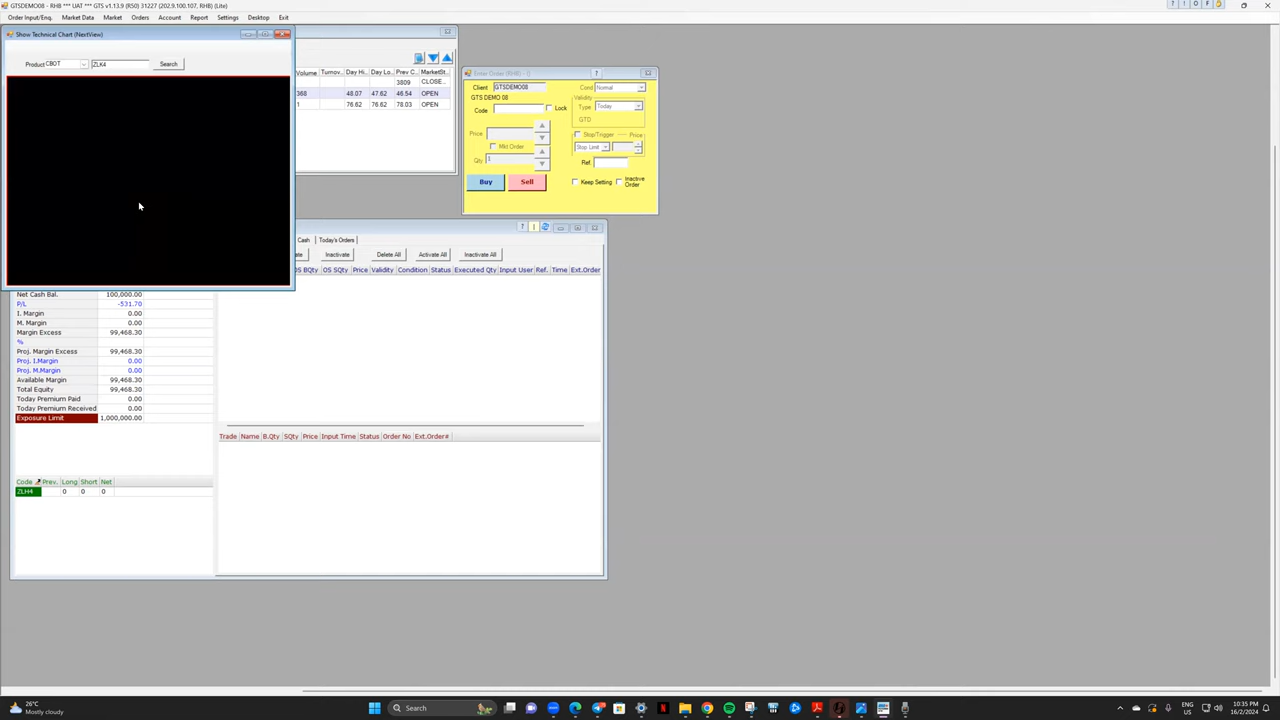 GTSDEMO08 - RHB *** UAT *** GTS v1.13.9 (R50) 31227 (202.9.100.107, RHB) (Lite)
Order Input/Enq. Market Data Market Orders Account Report Settings Desktop Exit
Show Technical Chart (NextView)
Product CBOT ZLK4 Search
Volume Turnov... Day Hi... Day Lo... Prev C... MarketSt...
3809 CLOSE...
368 48.07 47.62 46.54 OPEN
1 76.62 76.62 78.03 OPEN
Enter Order (RHB) - ()
Client GTSDEMO08 Cond Normal
GTS DEMO 08 Validity
Code Lock Type Today
GTD
Price Stop/Trigger Price
Mkt Order Stop Limit
Qty 1 Ref.
Buy Sell Keep Setting Inactive Order
Cash Today's Orders
Inactivate Delete All Activate All Inactivate All
OS BQty OS SQty Price Validity Condition Status Executed Qty Input User Ref. Time Ext.Order
Net Cash Bal. 100,000.00
P/L -531.70
I. Margin 0.00
M. Margin 0.00
Margin Excess 99,468.30
%
Proj. Margin Excess 99,468.30
Proj. I.Margin 0.00
Proj. M.Margin 0.00
Available Margin 99,468.30
Total Equity 99,468.30
Today Premium Paid 0.00
Today Premium Received 0.00
Exposure Limit 1,000,000.00
Trade Name B.Qty SQty Price Input Time Status Order No Ext.Order#
Code Prev. Long Short Net
ZLH4 0 0 0
26°C
Mostly cloudy
Search
ENG
US
10:35 PM
16/2/2024